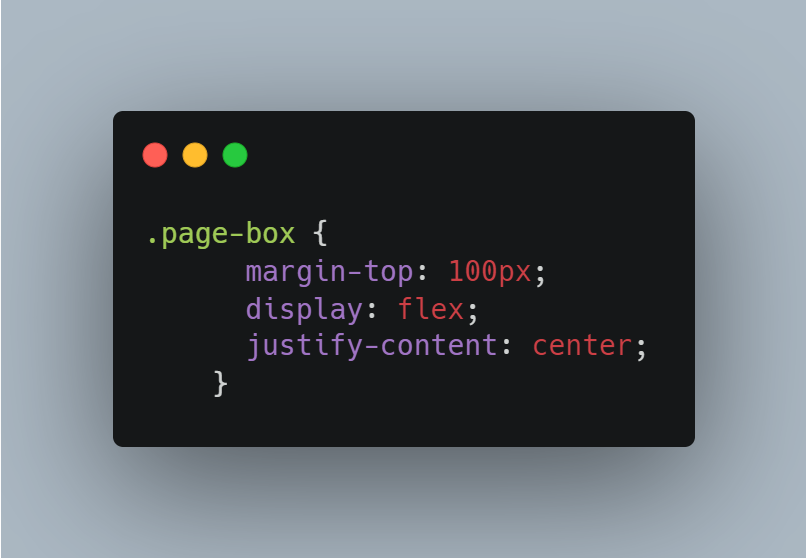 .page-box {
      margin-top: 100px;
      display: flex;
      justify-content: center;
    }